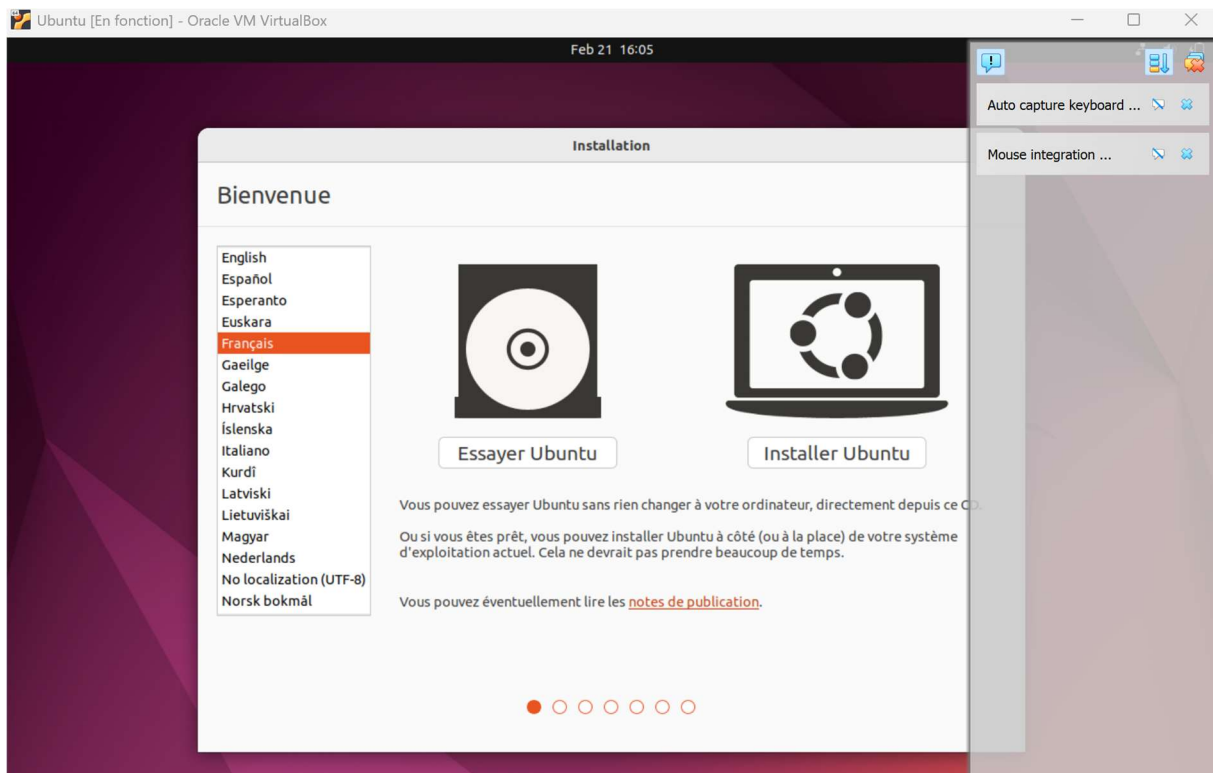 Ubuntu [En fonction] - Oracle VM VirtualBox
Feb 21 16:05
Auto capture keyboard ...
Mouse integration ...
Installation
Bienvenue
English
Español
Esperanto
Euskara
Français
Gaeilge
Galego
Hrvatski
Íslenska
Italiano
Kurdî
Latviski
Lietuviškai
Magyar
Nederlands
No localization (UTF-8)
Norsk bokmål
Essayer Ubuntu
Installer Ubuntu
Vous pouvez essayer Ubuntu sans rien changer à votre ordinateur, directement depuis ce CD.
Ou si vous êtes prêt, vous pouvez installer Ubuntu à côté (ou à la place) de votre système
d'exploitation actuel. Cela ne devrait pas prendre beaucoup de temps.
Vous pouvez éventuellement lire les notes de publication.